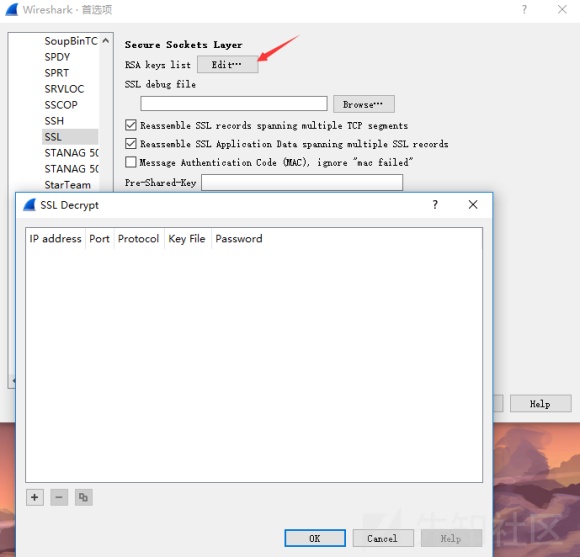 Wireshark · 首选项
SoupBinTC
SPDY
SPRT
SRVLOC
SSCOP
SSH
SSL
STANAG 50
STANAG 50
StarTeam
Secure Sockets Layer
RSA keys list Edit…
SSL debug file
Browse…
Reassemble SSL records spanning multiple TCP segments
Reassemble SSL Application Data spanning multiple SSL records
Message Authentication Code (MAC), ignore "mac failed"
Pre-Shared-Key
Help
SSL Decrypt
IP address Port Protocol Key File Password
OK Cancel Help
先知社区